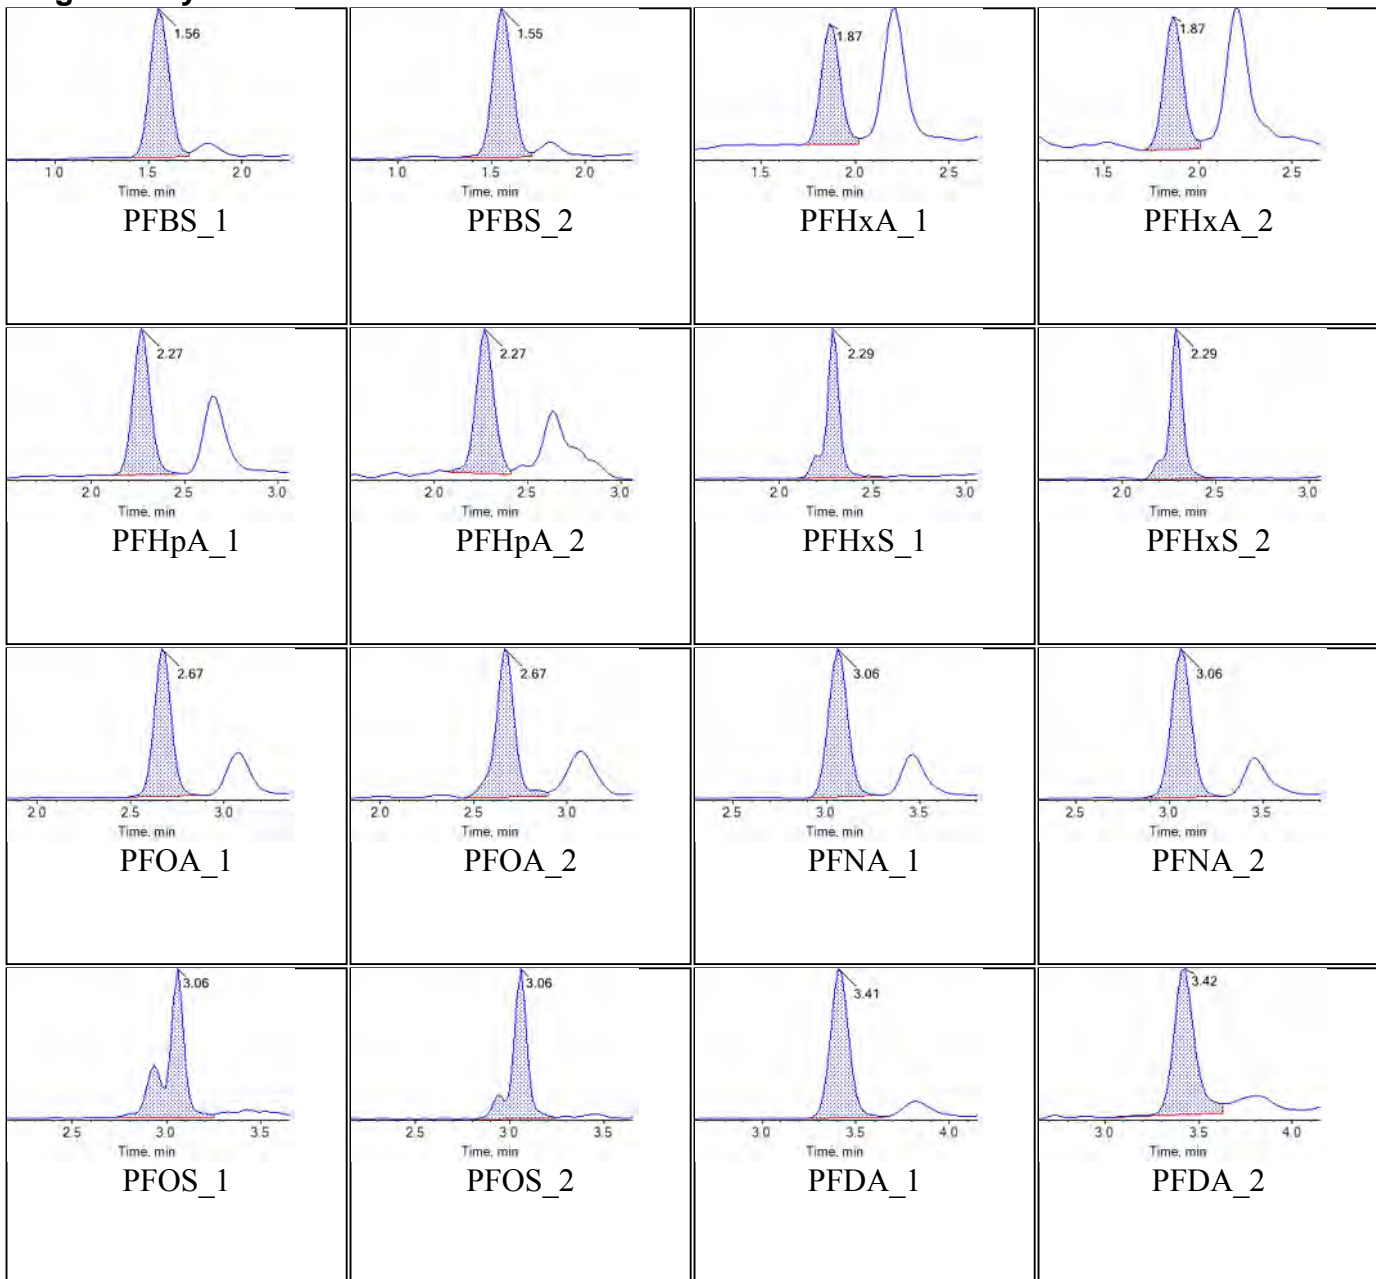 1.56 1.55 1.87 1.87
1.0 1.5 2.0 1.0 1.5 2.0 1.5 2.0 2.5 1.5 2.0 2.5
Time, min Time, min Time, min Time, min
PFBS_1 PFBS_2 PFHxA_1 PFHxA_2
2.27 2.27 2.29 2.29
2.0 2.5 3.0 2.0 2.5 3.0 2.0 2.5 3.0 2.0 2.5 3.0
Time, min Time, min Time, min Time, min
PFHpA_1 PFHpA_2 PFHxS_1 PFHxS_2
2.67 2.67 3.06 3.06
2.0 2.5 3.0 2.0 2.5 3.0 2.5 3.0 3.5 2.5 3.0 3.5
Time, min Time, min Time, min Time, min
PFOA_1 PFOA_2 PFNA_1 PFNA_2
3.06 3.06 3.41 3.42
2.5 3.0 3.5 2.5 3.0 3.5 3.0 3.5 4.0 3.0 3.5 4.0
Time, min Time, min Time, min Time, min
PFOS_1 PFOS_2 PFDA_1 PFDA_2